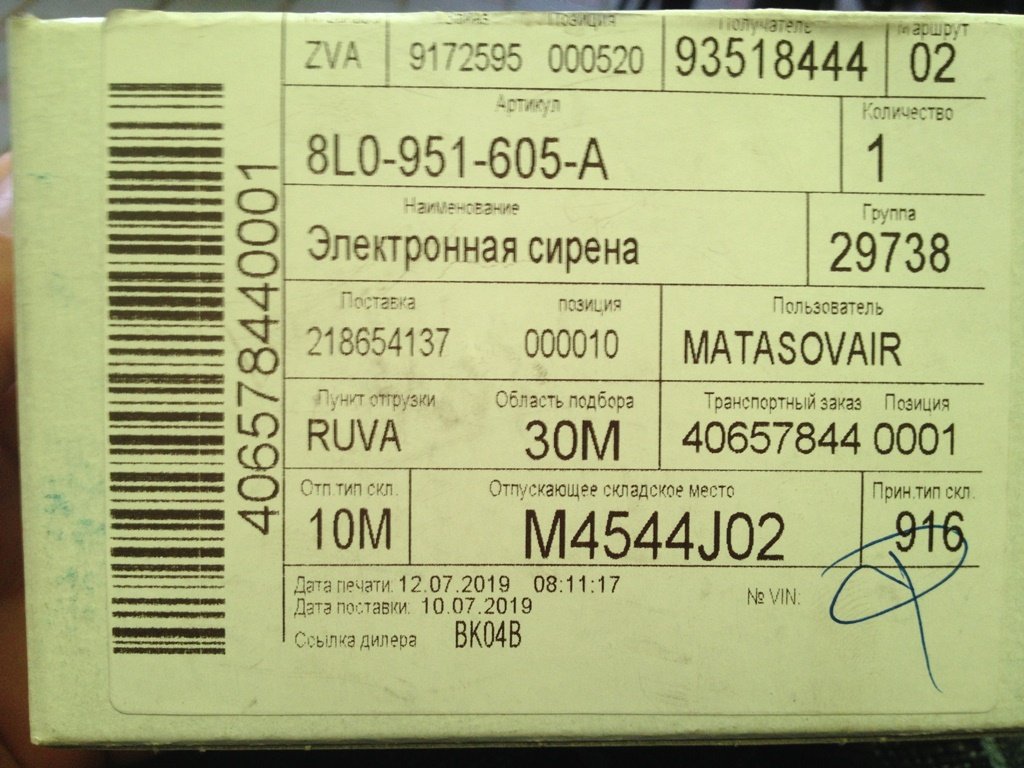 Заказ Позиция Получатель Маршрут
ZVA 9172595 000520 93518444 02
Артикул Количество
8L0-951-605-A 1
Наименование Группа
Электронная сирена 29738
Поставка позиция Пользователь
218654137 000010 MATASOVAIR
Пункт отгрузки Область подбора Транспортный заказ Позиция
RUVA 30M 40657844 0001
Отп.тип скл. Отпускающее складское место Прин.тип скл.
10M M4544J02 916
Дата печати: 12.07.2019 08:11:17
Дата поставки: 10.07.2019
№ VIN:
Ссылка дилера BK04B
406578440001